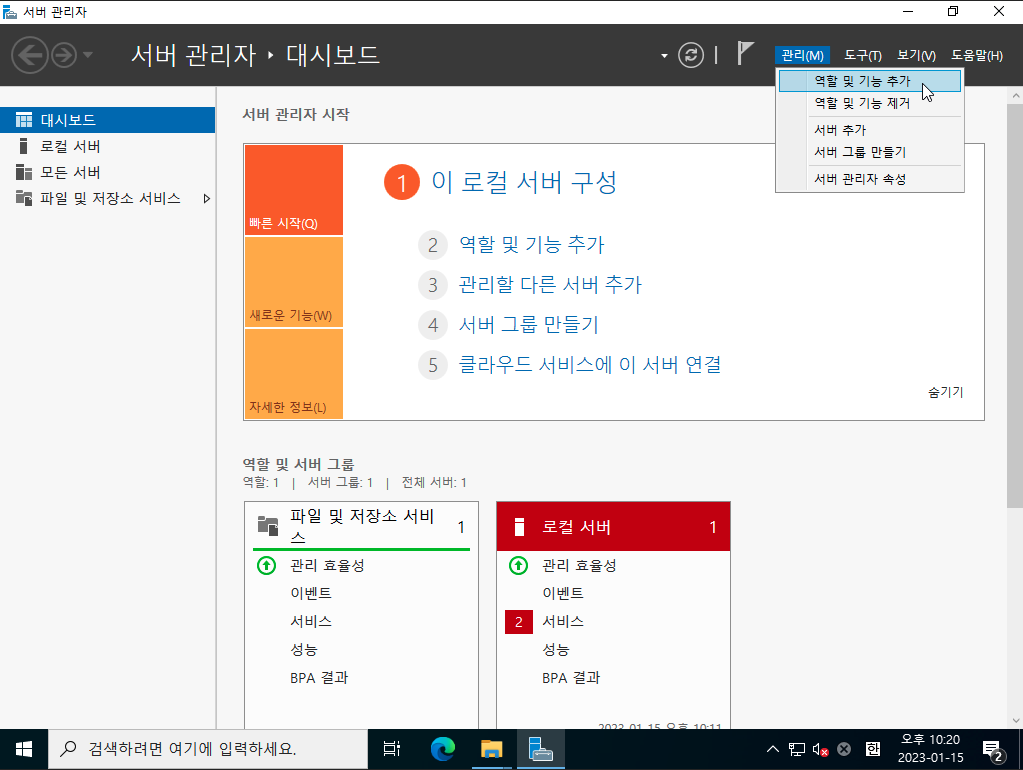 서버 관리자
서버 관리자 ‣ 대시보드
관리(M) 도구(T) 보기(V) 도움말(H)
역할 및 기능 추가
역할 및 기능 제거
서버 추가
서버 그룹 만들기
서버 관리자 속성
대시보드
로컬 서버
모든 서버
파일 및 저장소 서비스
서버 관리자 시작
빠른 시작(Q)
새로운 기능(W)
자세한 정보(L)
1 이 로컬 서버 구성
2 역할 및 기능 추가
3 관리할 다른 서버 추가
4 서버 그룹 만들기
5 클라우드 서비스에 이 서버 연결
숨기기
역할 및 서버 그룹
역할: 1 | 서버 그룹: 1 | 전체 서버: 1
파일 및 저장소 서비
스
1
관리 효율성
이벤트
서비스
성능
BPA 결과
로컬 서버 1
관리 효율성
이벤트
2 서비스
성능
BPA 결과
2023-01-15 오후 10:11
검색하려면 여기에 입력하세요.
한
오후 10:20
2023-01-15
2